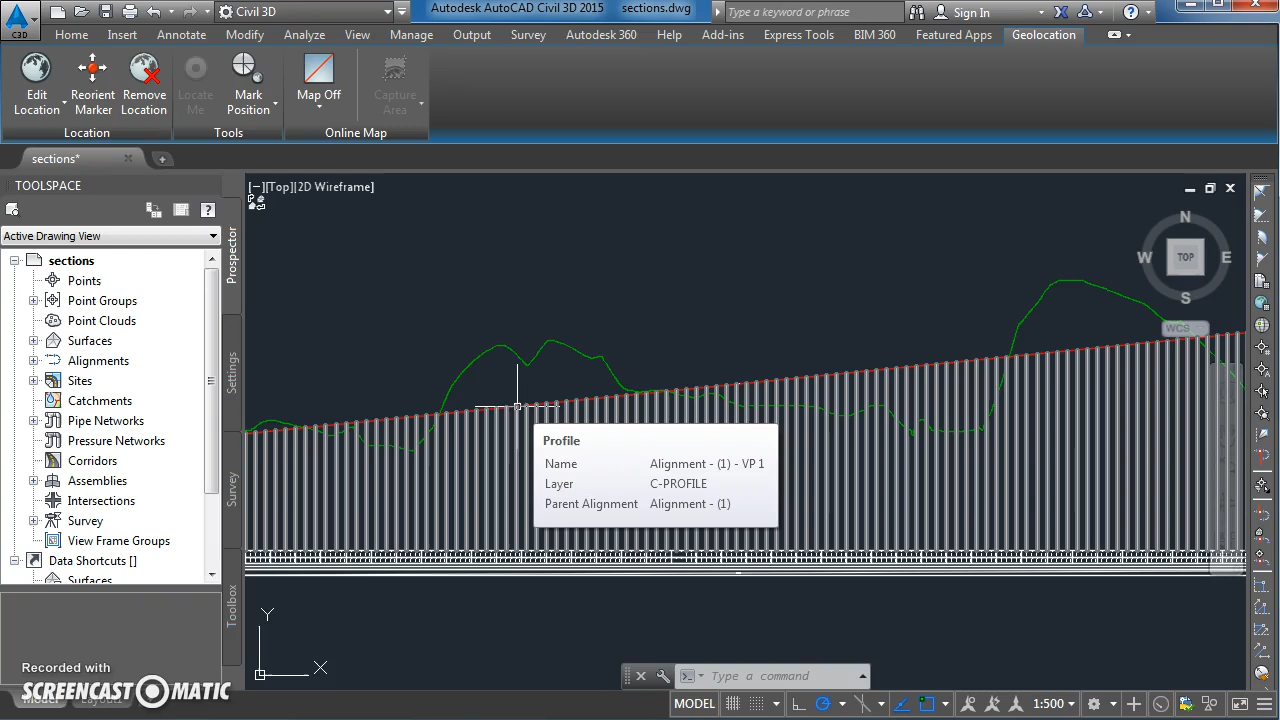 C3D
Civil 3D
Autodesk AutoCAD Civil 3D 2015 sections.dwg
Type a keyword or phrase
Sign In
Home Insert Annotate Modify Analyze View Manage Output Survey Autodesk 360 Help Add-ins Express Tools BIM 360 Featured Apps Geolocation
Edit Location
Reorient Marker
Remove Location
Locate Me
Mark Position
Map Off
Capture Area
Location
Tools
Online Map
sections*
TOOLSPACE
[−][Top][2D Wireframe]
Active Drawing View
Prospector
Settings
Survey
Toolbox
sections
Points
Point Groups
Point Clouds
Surfaces
Alignments
Sites
Catchments
Pipe Networks
Pressure Networks
Corridors
Assemblies
Intersections
Survey
View Frame Groups
Data Shortcuts []
Surfaces
N
W
TOP
E
S
WCS
Profile
Name Alignment - (1) - VP 1
Layer C-PROFILE
Parent Alignment Alignment - (1)
Y
X
Recorded with
SCREENCAST-O-MATIC
Model
Layout1
Type a command
MODEL
1:500